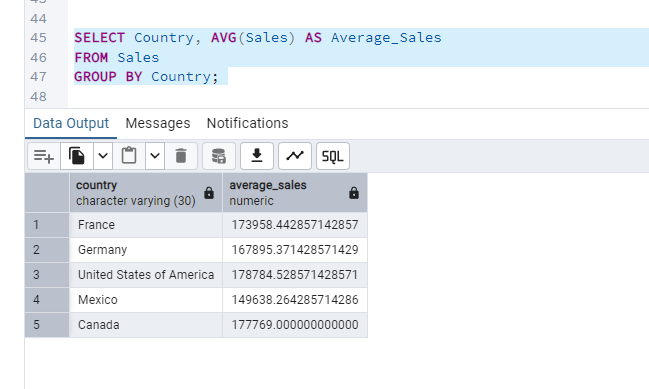 44
45 SELECT Country, AVG(Sales) AS Average_Sales
46 FROM Sales
47 GROUP BY Country;
48
Data Output Messages Notifications
SQL
country average_sales
character varying (30) numeric
1 France 173958.442857142857
2 Germany 167895.371428571429
3 United States of America 178784.528571428571
4 Mexico 149638.264285714286
5 Canada 177769.000000000000